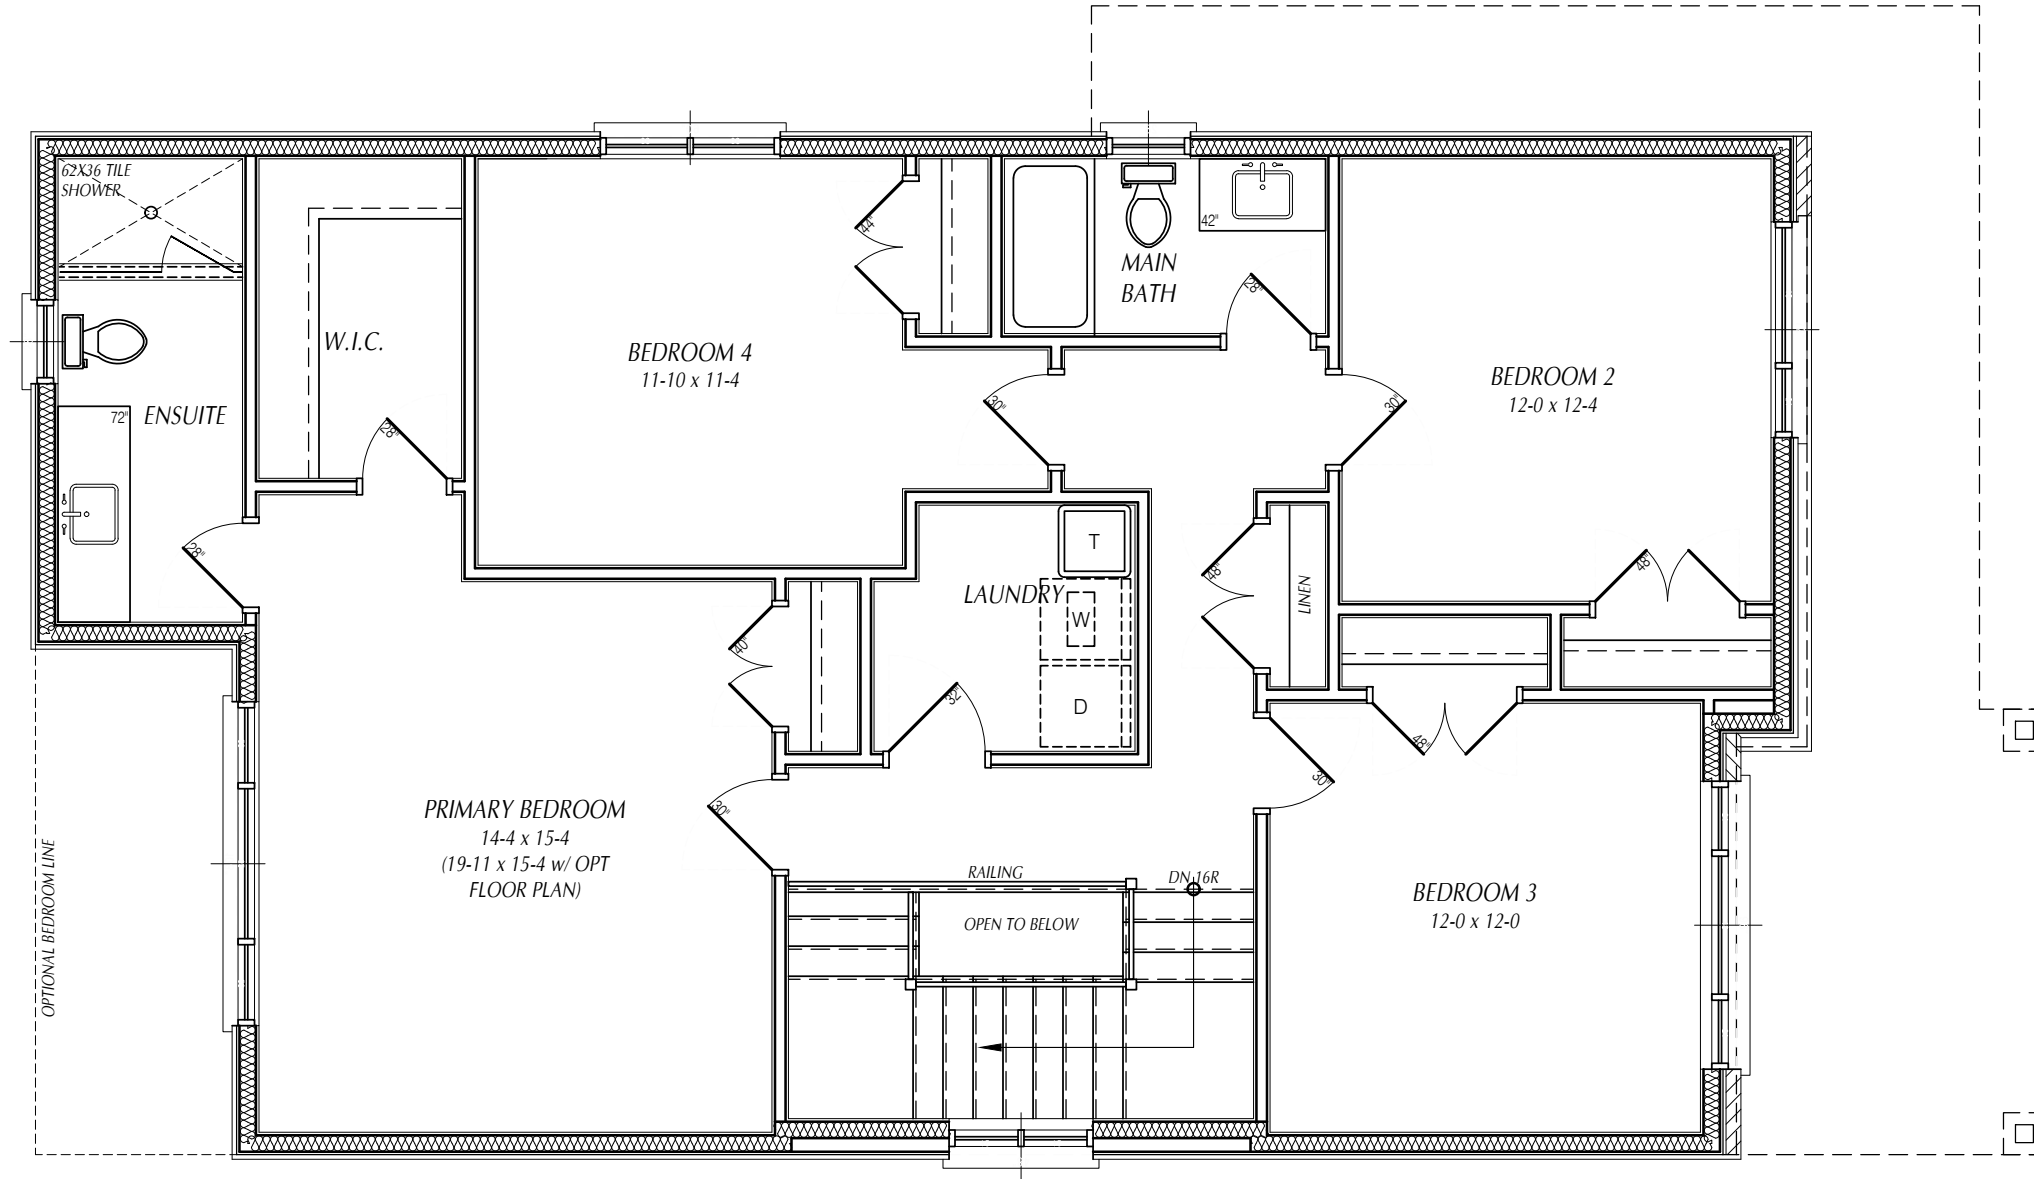 62X36 TILE
SHOWER
W.I.C.
72"
ENSUITE
28"
28"
BEDROOM 4
11-10 x 11-4
44"
30"
MAIN
BATH
42"
28"
BEDROOM 2
12-0 x 12-4
30"
48"
LAUNDRY
T
W
D
32"
48"
LINEN
40"
PRIMARY BEDROOM
14-4 x 15-4
(19-11 x 15-4 w/ OPT
FLOOR PLAN)
30"
OPTIONAL BEDROOM LINE
RAILING
DN 16R
OPEN TO BELOW
48"
30"
BEDROOM 3
12-0 x 12-0